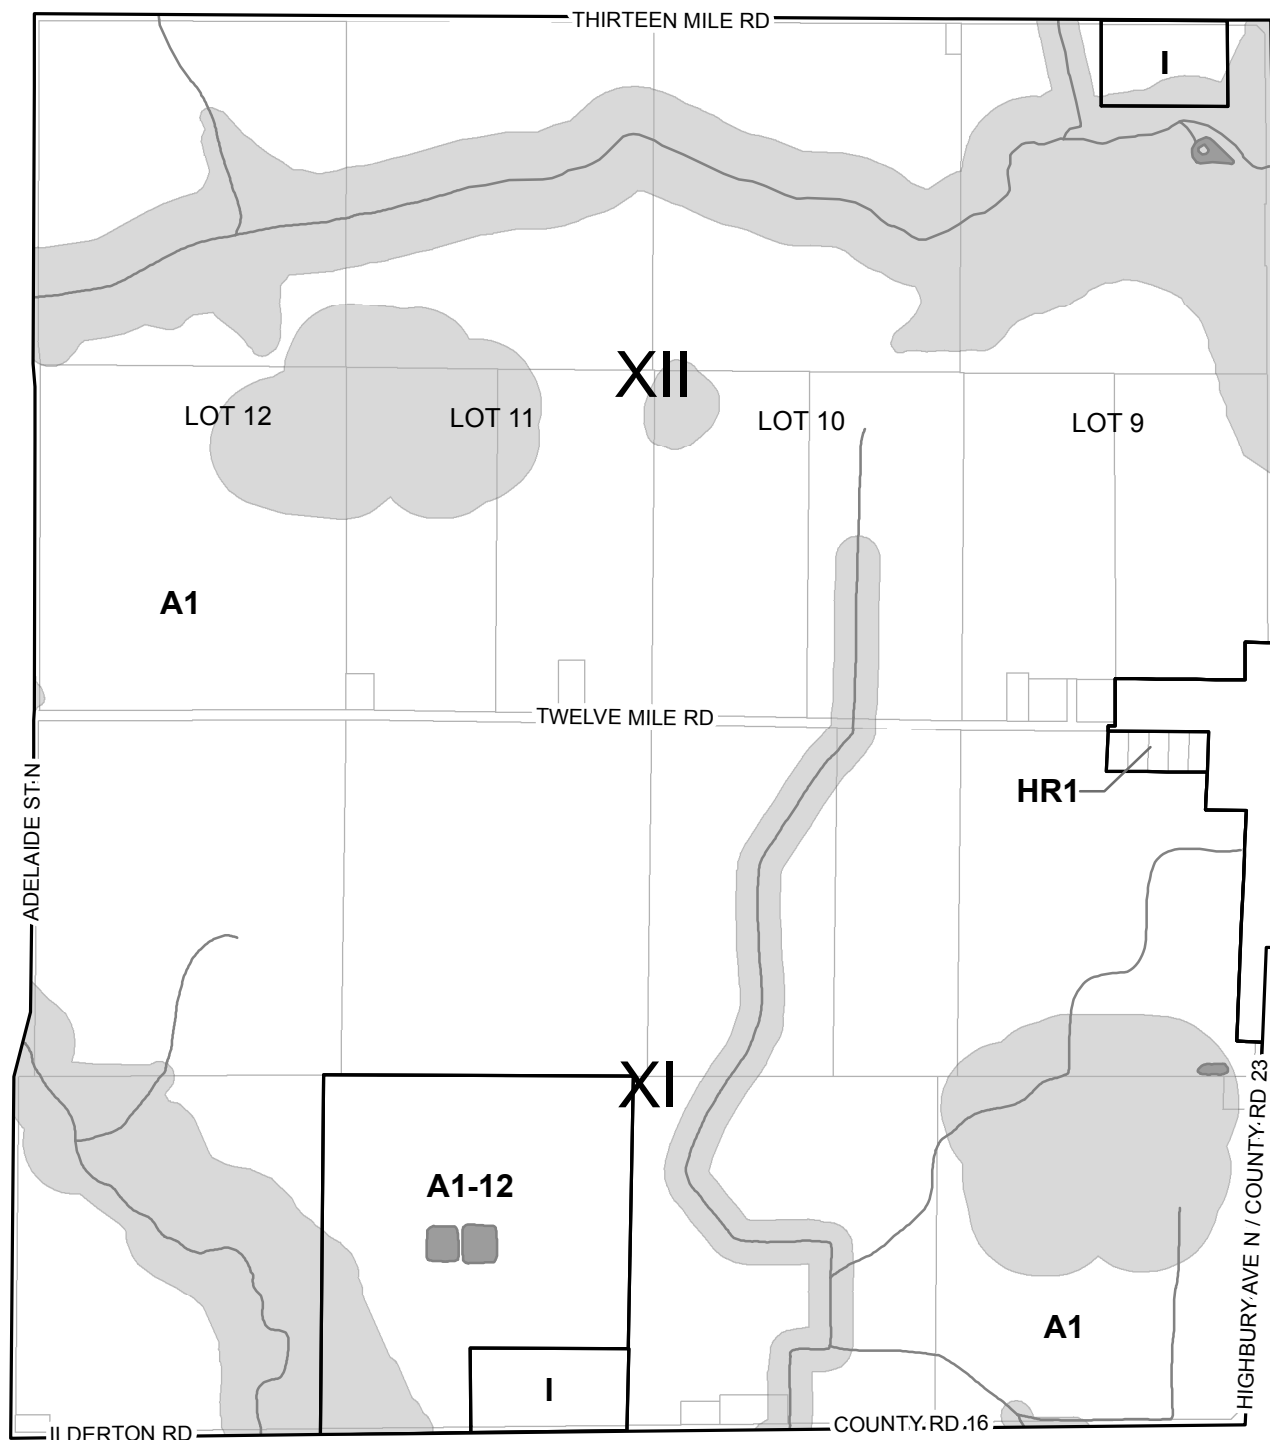 THIRTEEN MILE RD
I
XII
LOT 12
LOT 11
LOT 10
LOT 9
A1
TWELVE MILE RD
HR1
ADELAIDE ST N
XI
A1-12
HIGHBURY AVE N / COUNTY RD 23
A1
I
ILDERTON RD
COUNTY RD 16